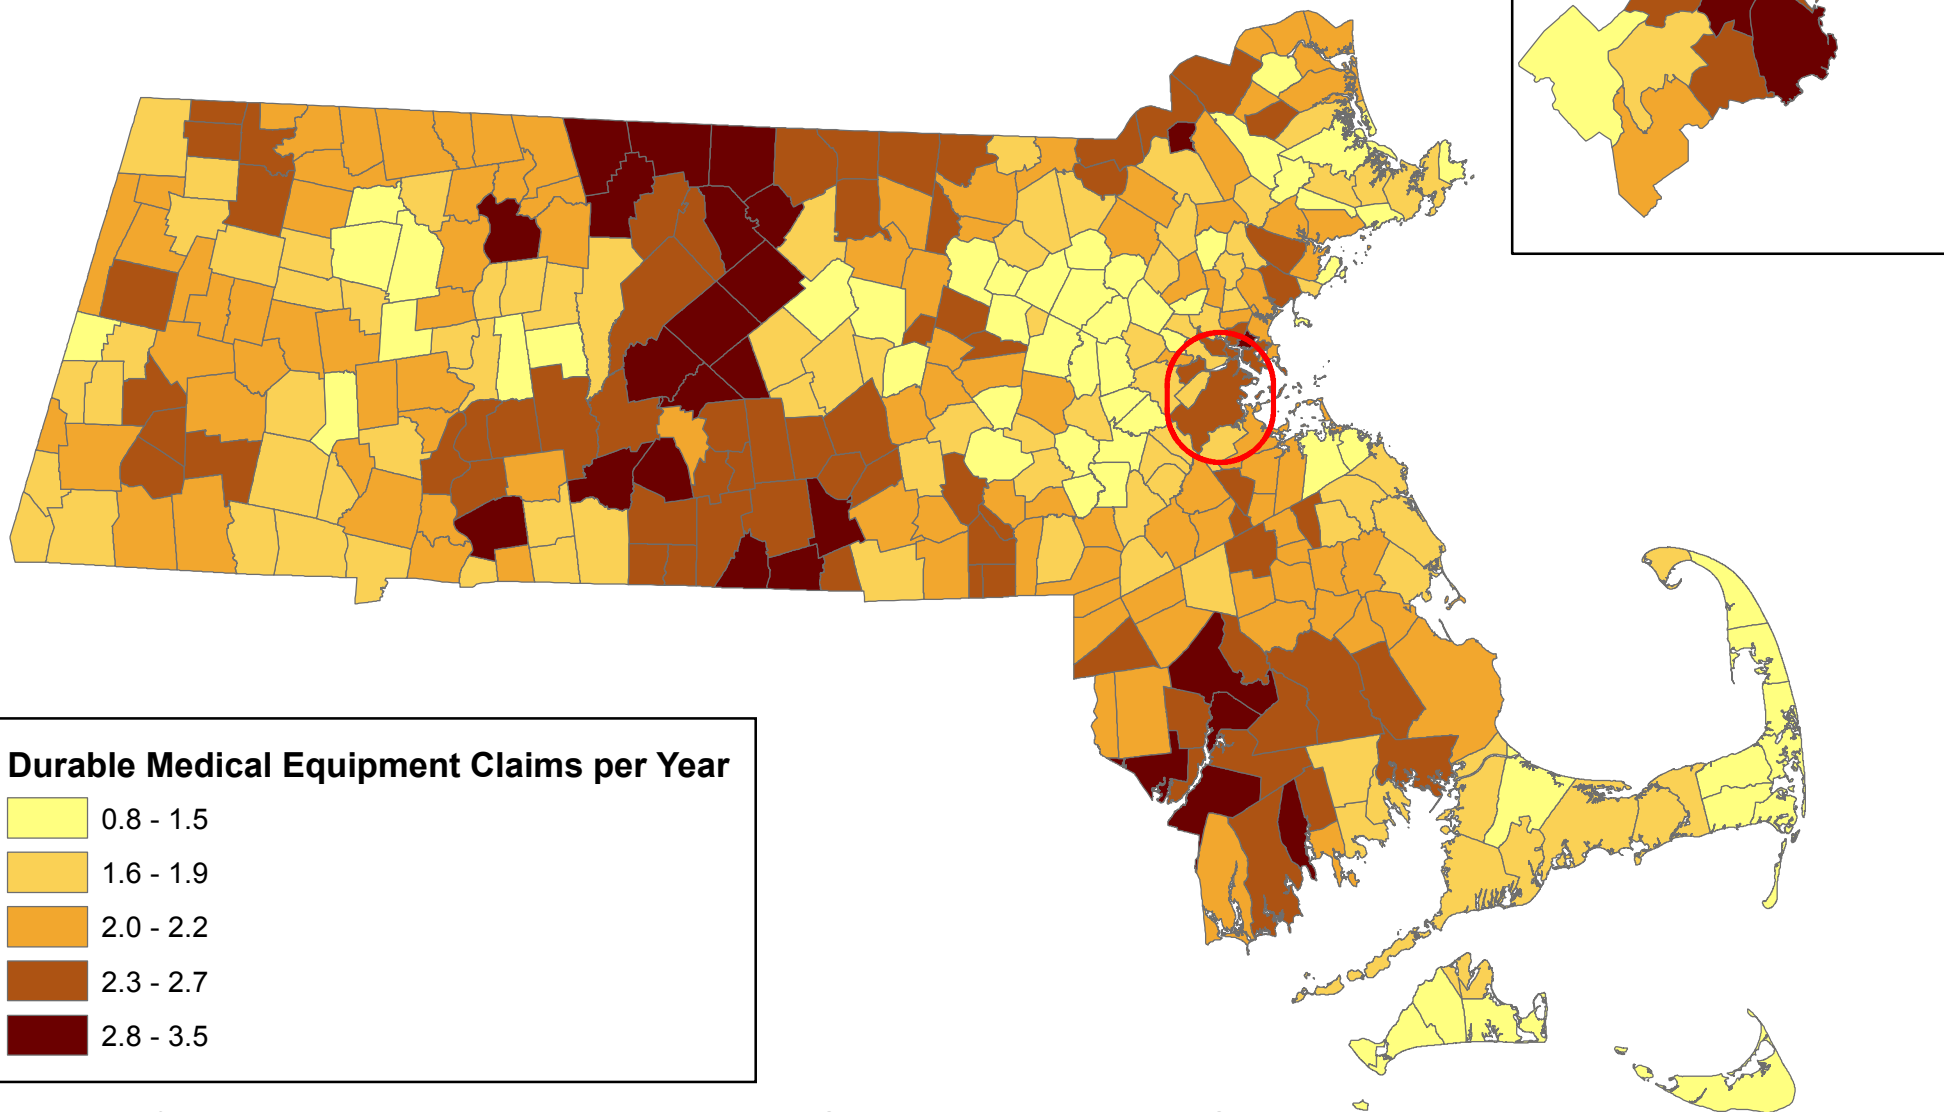 Durable Medical Equipment Claims per Year
0.8 - 1.5
1.6 - 1.9
2.0 - 2.2
2.3 - 2.7
2.8 - 3.5